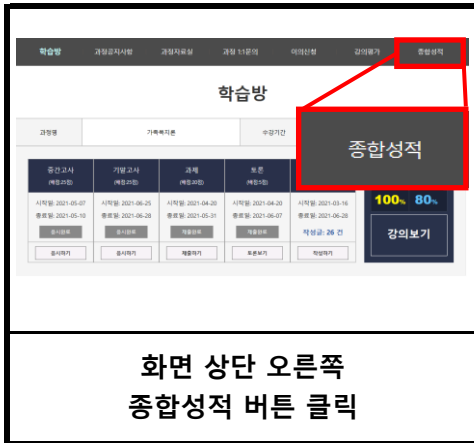 학습방 과정공지사항 과정자료실 과정 1:1문의 이의신청 강의평가 종합성적
학습방
과정명 가족복지론 수강기간
종합성적
중간고사 기말고사 과제 토론
(배점25점) (배점25점) (배점20점) (배점5점)
시작일: 2021-05-07 시작일: 2021-06-25 시작일: 2021-04-20 시작일: 2021-04-20 시작일: 2021-03-16
종료일: 2021-05-10 종료일: 2021-06-28 종료일: 2021-05-31 종료일: 2021-06-07 종료일: 2021-06-28
100% 80%
응시완료 응시완료 제출완료 제출완료 작성글: 26 건
강의보기
응시하기 응시하기 제출하기 토론보기 작성하기
화면 상단 오른쪽
종합성적 버튼 클릭